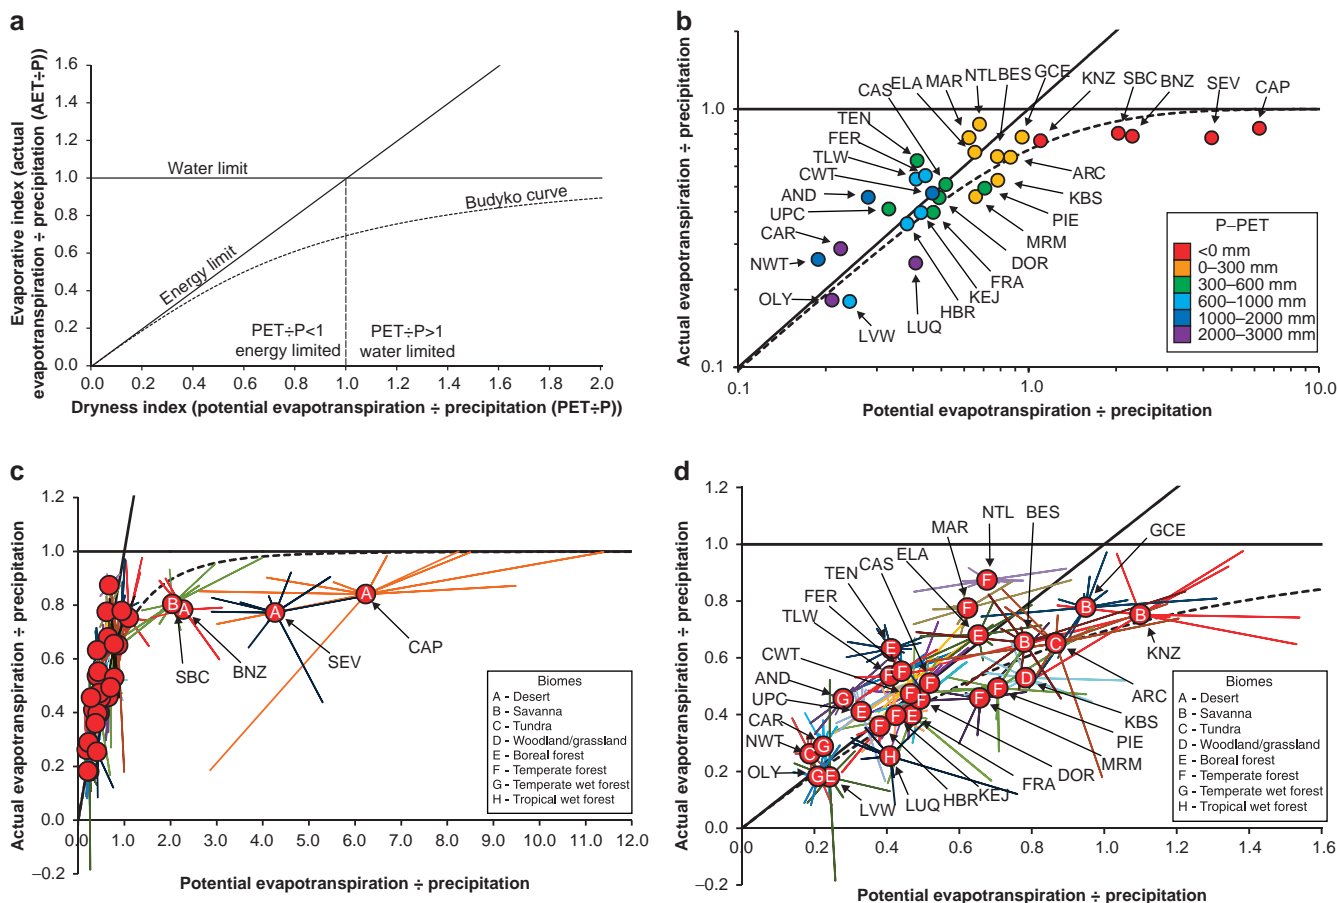 a
Evaporative index (actual
evapotranspiration ÷ precipitation (AET÷P))
1.6
1.4
1.2
1.0
0.8
0.6
0.4
0.2
0.0
Water limit
Budyko curve
Energy limit
PET÷P<1
energy limited
PET÷P>1
water limited
0.0 0.2 0.4 0.6 0.8 1.0 1.2 1.4 1.6 1.8 2.0
Dryness index (potential evapotranspiration ÷ precipitation (PET÷P))
b
Actual evapotranspiration ÷ precipitation
1.0
0.1
CAS ELA MAR NTL BES GCE KNZ SBC BNZ SEV CAP
TEN
FER
TLW
CWT
AND
UPC
CAR
NWT
OLY
LVW
LUQ
HBR
KEJ
FRA
DOR
MRM
PIE
KBS
ARC
P–PET
<0 mm
0–300 mm
300–600 mm
600–1000 mm
1000–2000 mm
2000–3000 mm
0.1 1.0 10.0
Potential evapotranspiration ÷ precipitation
c
Actual evapotranspiration ÷ precipitation
1.2
1.0
0.8
0.6
0.4
0.2
0.0
–0.2
B A A A
SBC BNZ SEV CAP
Biomes
A - Desert
B - Savanna
C - Tundra
D - Woodland/grassland
E - Boreal forest
F - Temperate forest
G - Temperate wet forest
H - Tropical wet forest
0.0 1.0 2.0 3.0 4.0 5.0 6.0 7.0 8.0 9.0 10.0 11.0 12.0
Potential evapotranspiration ÷ precipitation
d
Actual evapotranspiration ÷ precipitation
1.2
1.0
0.8
0.6
0.4
0.2
0.0
–0.2
MAR NTL BES GCE
ELA
CAS
TEN
FER
TLW
CWT
AND
UPC
CAR
NWT
OLY
LVW
LUQ
HBR
KEJ
FRA
DOR
MRM
PIE
KBS
ARC
KNZ
F
F B B
E F B C
F F F D
G E F F F F
F F E
C G H
G E
Biomes
A - Desert
B - Savanna
C - Tundra
D - Woodland/grassland
E - Boreal forest
F - Temperate forest
G - Temperate wet forest
H - Tropical wet forest
0.0 0.2 0.4 0.6 0.8 1.0 1.2 1.4 1.6
Potential evapotranspiration ÷ precipitation